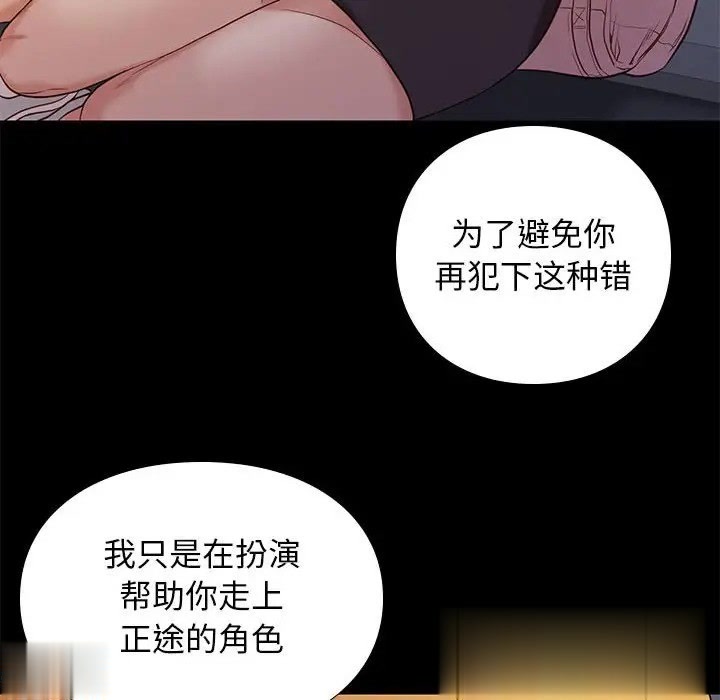 为了避免你
再犯下这种错
我只是在扮演
帮助你走上
正途的角色